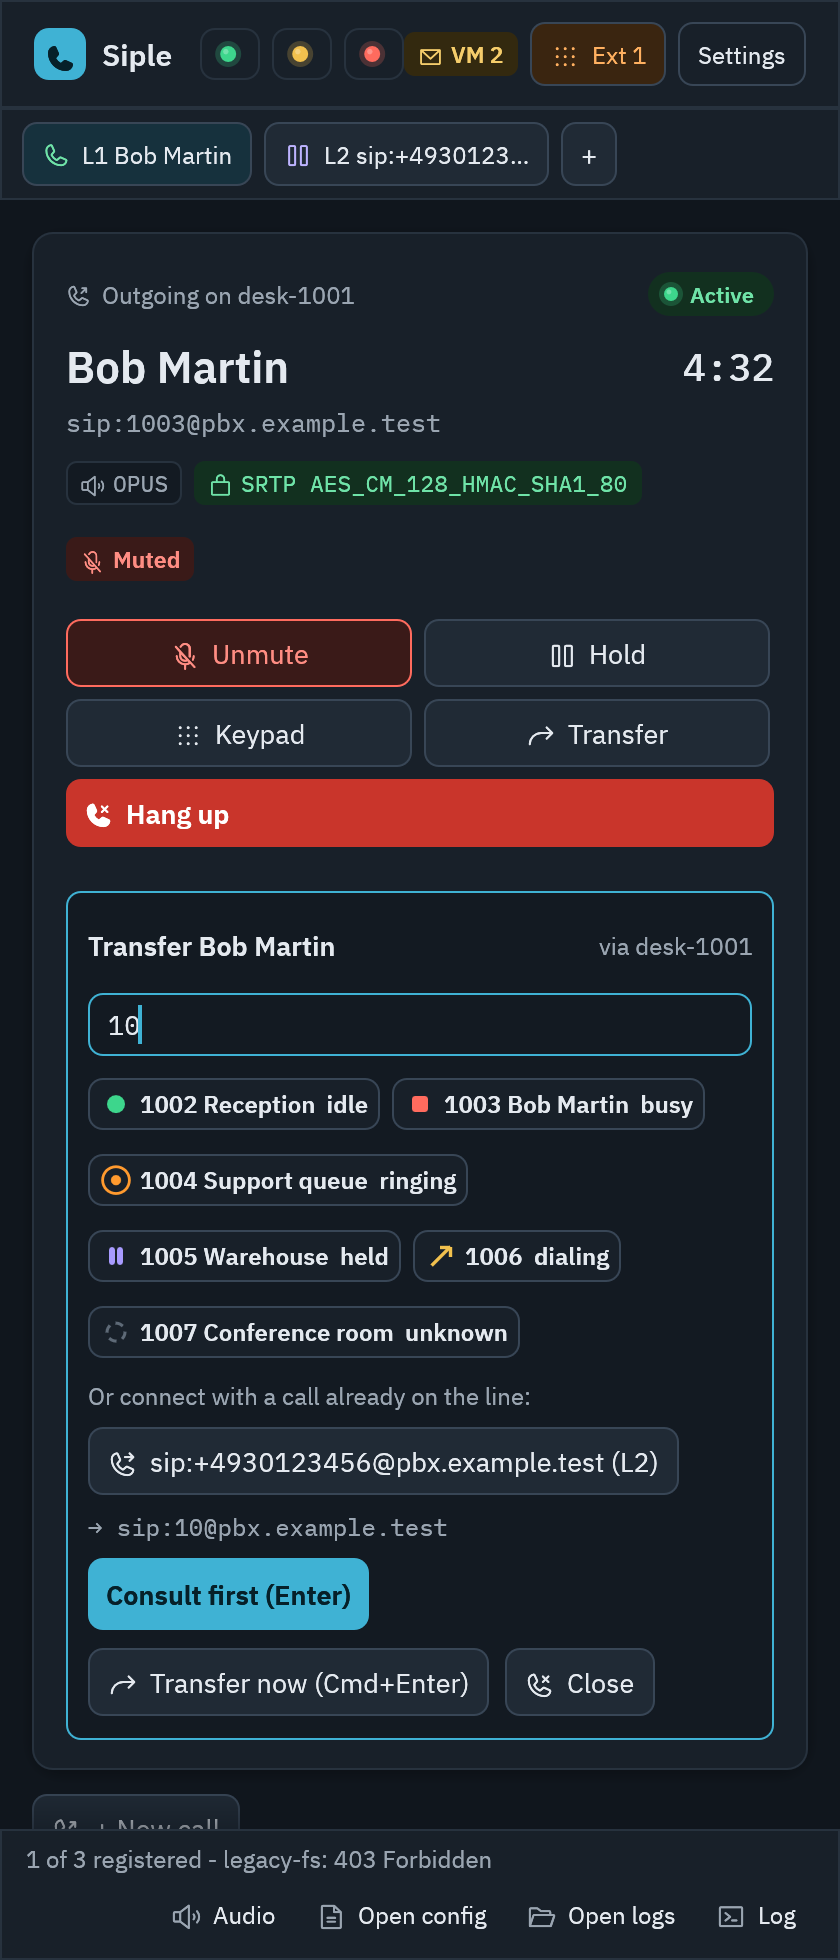 Siple VM 2 Ext 1 Settings
L1 Bob Martin L2 sip:+4930123... +
Outgoing on desk-1001 Active
Bob Martin 4:32
sip:1003@pbx.example.test
OPUS SRTP AES_CM_128_HMAC_SHA1_80
Muted
Unmute Hold
Keypad Transfer
Hang up
Transfer Bob Martin via desk-1001
10
1002 Reception idle 1003 Bob Martin busy
1004 Support queue ringing
1005 Warehouse held 1006 dialing
1007 Conference room unknown
Or connect with a call already on the line:
sip:+4930123456@pbx.example.test (L2)
→ sip:10@pbx.example.test
Consult first (Enter)
Transfer now (Cmd+Enter) Close
+ New call
1 of 3 registered - legacy-fs: 403 Forbidden
Audio Open config Open logs Log